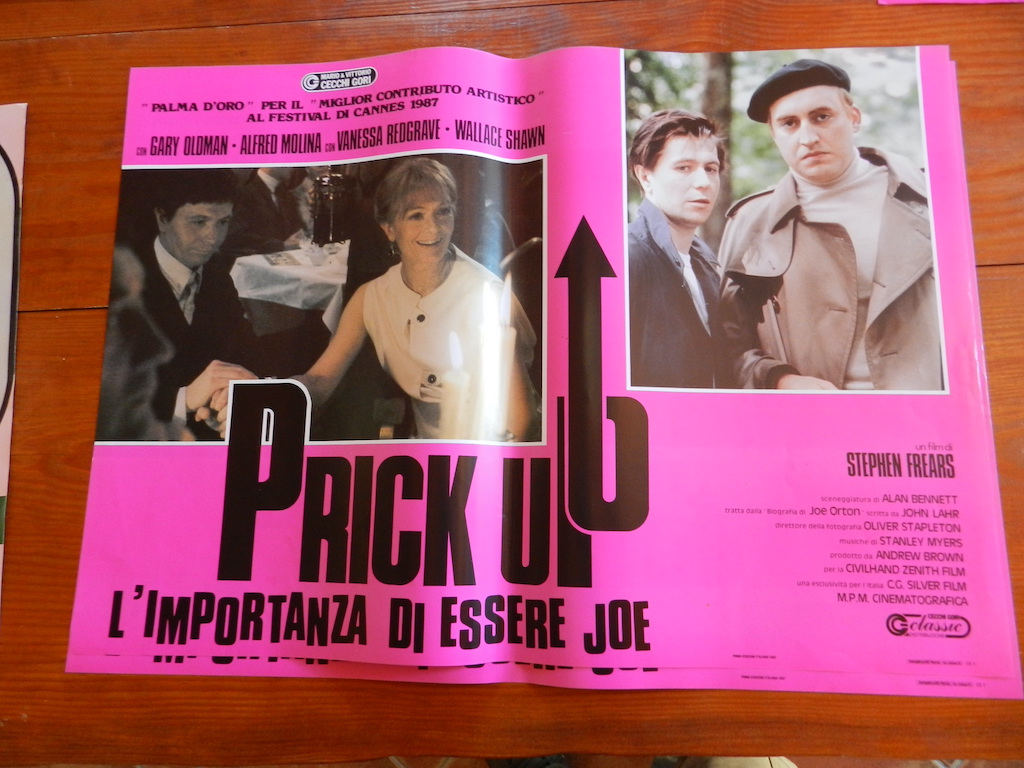 MARIO & VITTORIO
CECCHI GORI
"PALMA D'ORO" PER IL "MIGLIOR CONTRIBUTO ARTISTICO"
AL FESTIVAL DI CANNES 1987
CON GARY OLDMAN • ALFRED MOLINA CON VANESSA REDGRAVE • WALLACE SHAWN
PRICK UP
L'IMPORTANZA DI ESSERE JOE
un film di
STEPHEN FREARS
sceneggiatura di ALAN BENNETT
tratta dalla "Biografia di Joe Orton" scritta da JOHN LAHR
direttore della fotografia OLIVER STAPLETON
musiche di STANLEY MYERS
prodotto da ANDREW BROWN
per la CIVILHAND ZENITH FILM
una esclusività per l'Italia C.G. SILVER FILM
M.P.M. CINEMATOGRAFICA
CECCHI GORI
classic